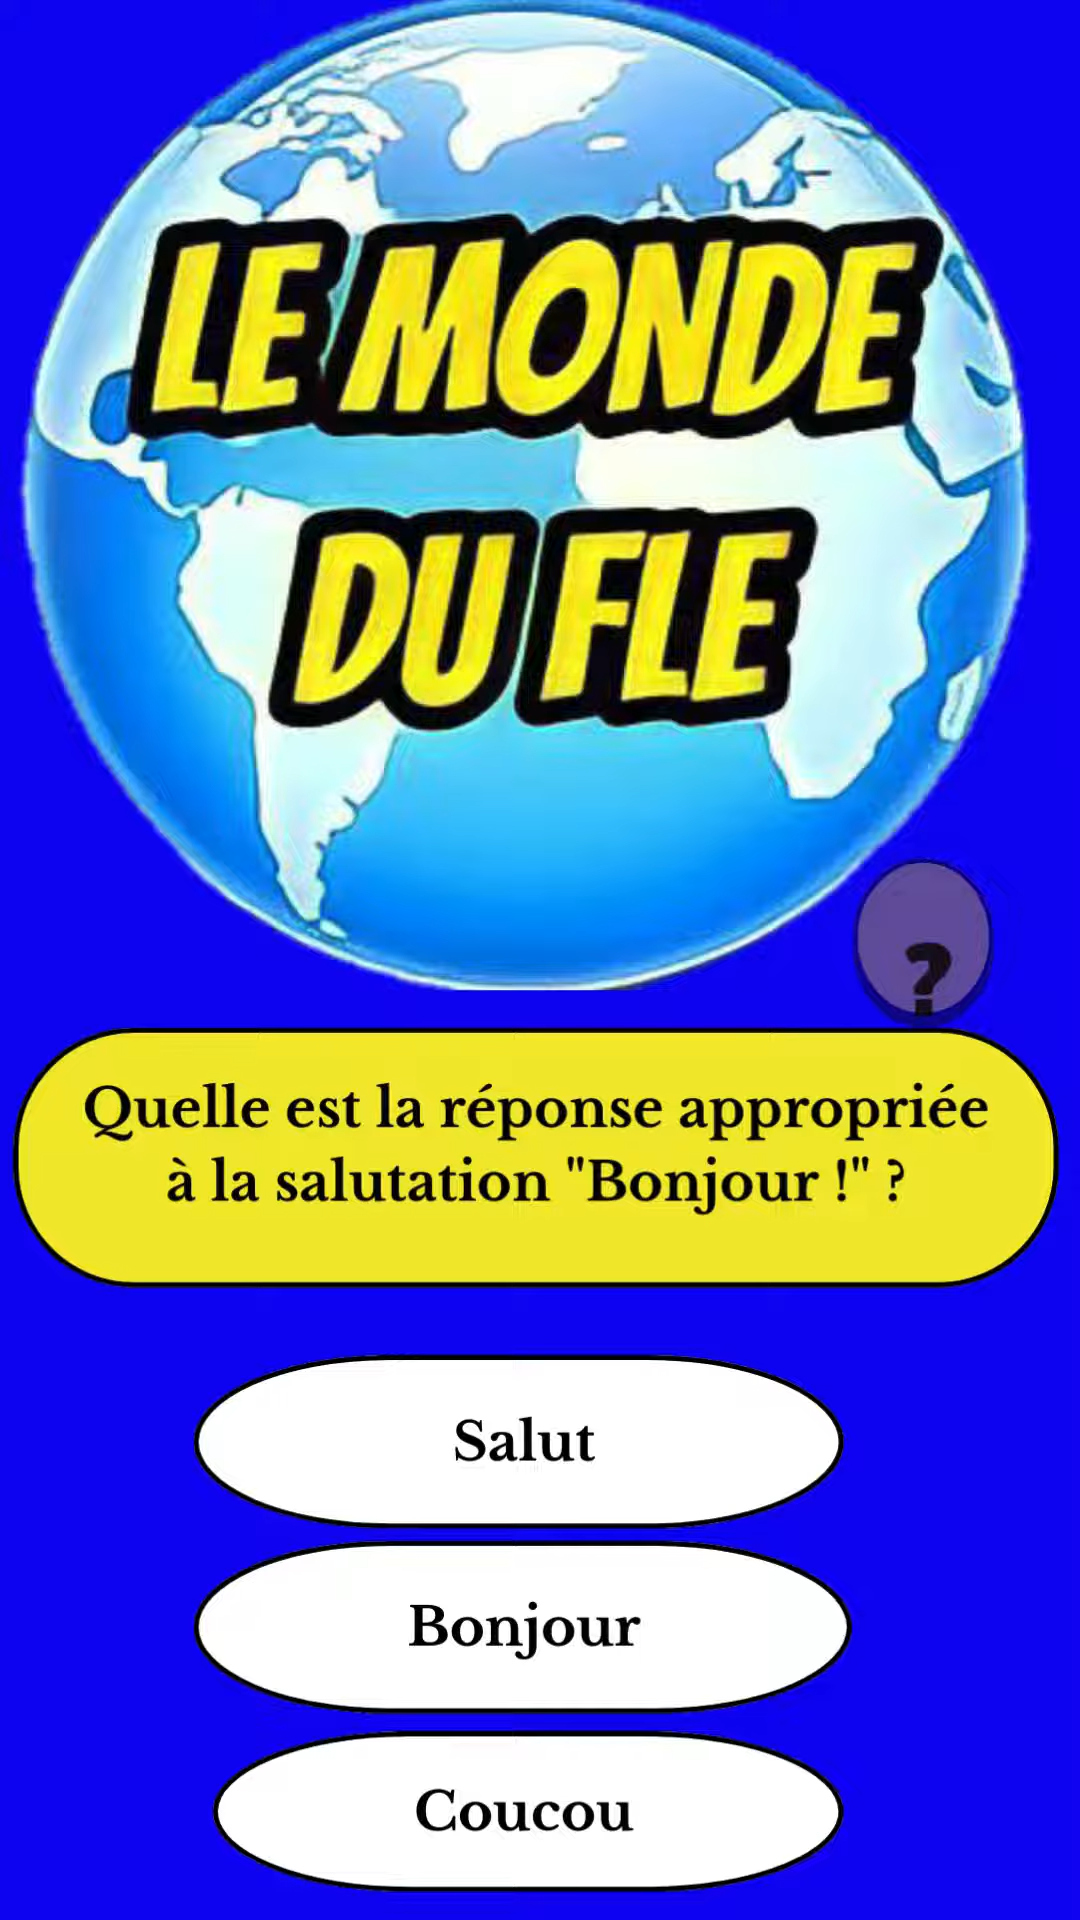 LE MONDE
DU FLE
?
Quelle est la réponse appropriée
à la salutation "Bonjour !" ?
Salut
Bonjour
Coucou